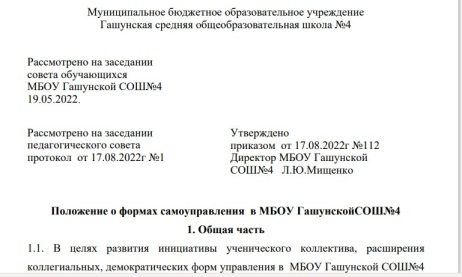 Муниципальное бюджетное образовательное учреждение
Гашунская средняя общеобразовательная школа №4
Рассмотрено на заседании
совета обучающихся
МБОУ Гашунской СОШ№4
19.05.2022.
Рассмотрено на заседании
педагогического совета
протокол от 17.08.2022г №1
Утверждено
приказом от 17.08.2022г №112
Директор МБОУ Гашунской
СОШ№4 Л.Ю.Мищенко
Положение о формах самоуправления в МБОУ ГашунскойСОШ№4
1. Общая часть
1.1. В целях развития инициативы ученического коллектива, расширения
коллегиальных, демократических форм управления в МБОУ Гашунской СОШ№4